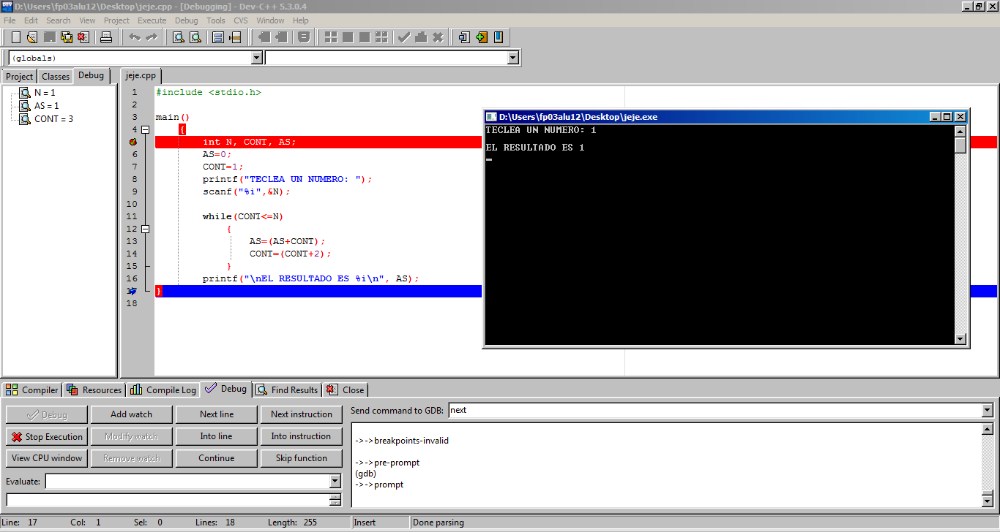 D:\Users\fp03alu12\Desktop\jeje.cpp - [Debugging] - Dev-C++ 5.3.0.4
File Edit Search View Project Execute Debug Tools CVS Window Help
(globals)
Project Classes Debug
jeje.cpp
N = 1
AS = 1
CONT = 3
1 #include <stdio.h>
2
3 main()
4 {
int N, CONT, AS;
6 AS=0;
7 CONT=1;
8 printf("TECLEA UN NUMERO: ");
9 scanf("%i",&N);
10
11 while(CONT<=N)
12 {
13 AS=(AS+CONT);
14 CONT=(CONT+2);
15 }
16 printf("\nEL RESULTADO ES %i\n", AS);
}
18
D:\Users\fp03alu12\Desktop\jeje.exe
TECLEA UN NUMERO: 1
EL RESULTADO ES 1
Compiler Resources Compile Log Debug Find Results Close
Debug Add watch Next line Next instruction
Stop Execution Modify watch Into line Into instruction
View CPU window Remove watch Continue Skip function
Evaluate:
Send command to GDB: next
->->breakpoints-invalid
->->pre-prompt
(gdb)
->->prompt
Line: 17 Col: 1 Sel: 0 Lines: 18 Length: 255 Insert Done parsing